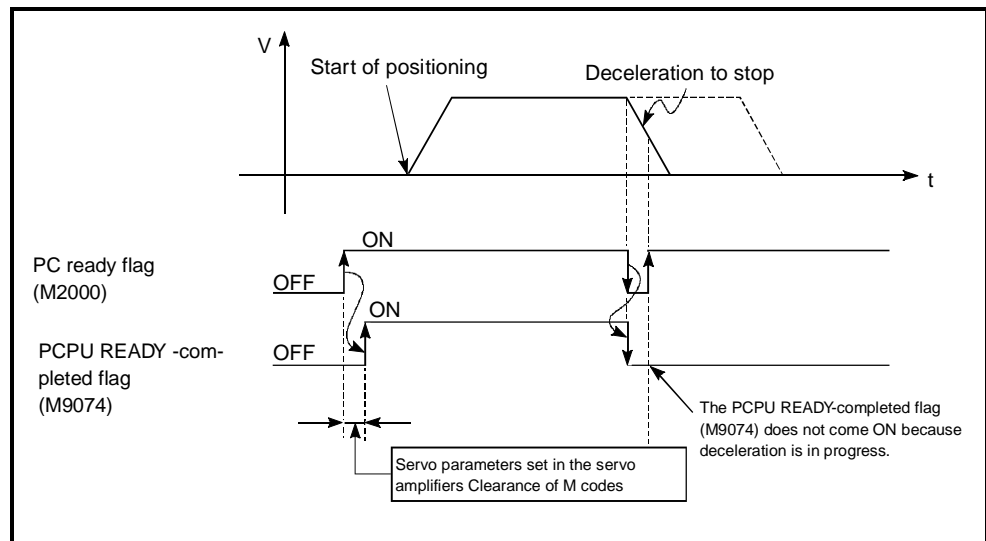 V
Start of positioning
Deceleration to stop
t
PC ready flag
(M2000)
OFF
ON
PCPU READY -com-
pleted flag
(M9074)
OFF
ON
The PCPU READY-completed flag
(M9074) does not come ON because
deceleration is in progress.
Servo parameters set in the servo
amplifiers Clearance of M codes